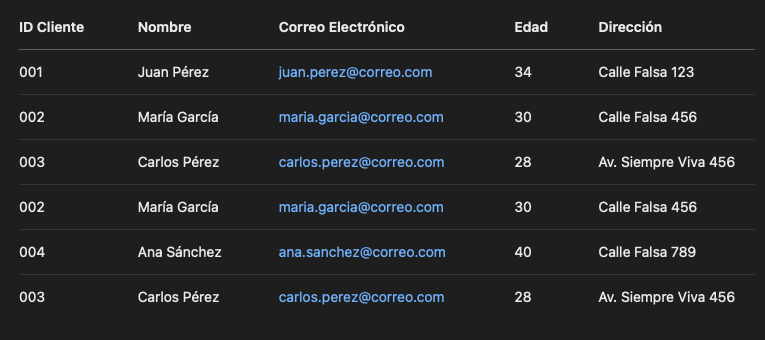 ID Cliente Nombre Correo Electrónico Edad Dirección
001 Juan Pérez juan.perez@correo.com 34 Calle Falsa 123
002 María García maria.garcia@correo.com 30 Calle Falsa 456
003 Carlos Pérez carlos.perez@correo.com 28 Av. Siempre Viva 456
002 María García maria.garcia@correo.com 30 Calle Falsa 456
004 Ana Sánchez ana.sanchez@correo.com 40 Calle Falsa 789
003 Carlos Pérez carlos.perez@correo.com 28 Av. Siempre Viva 456